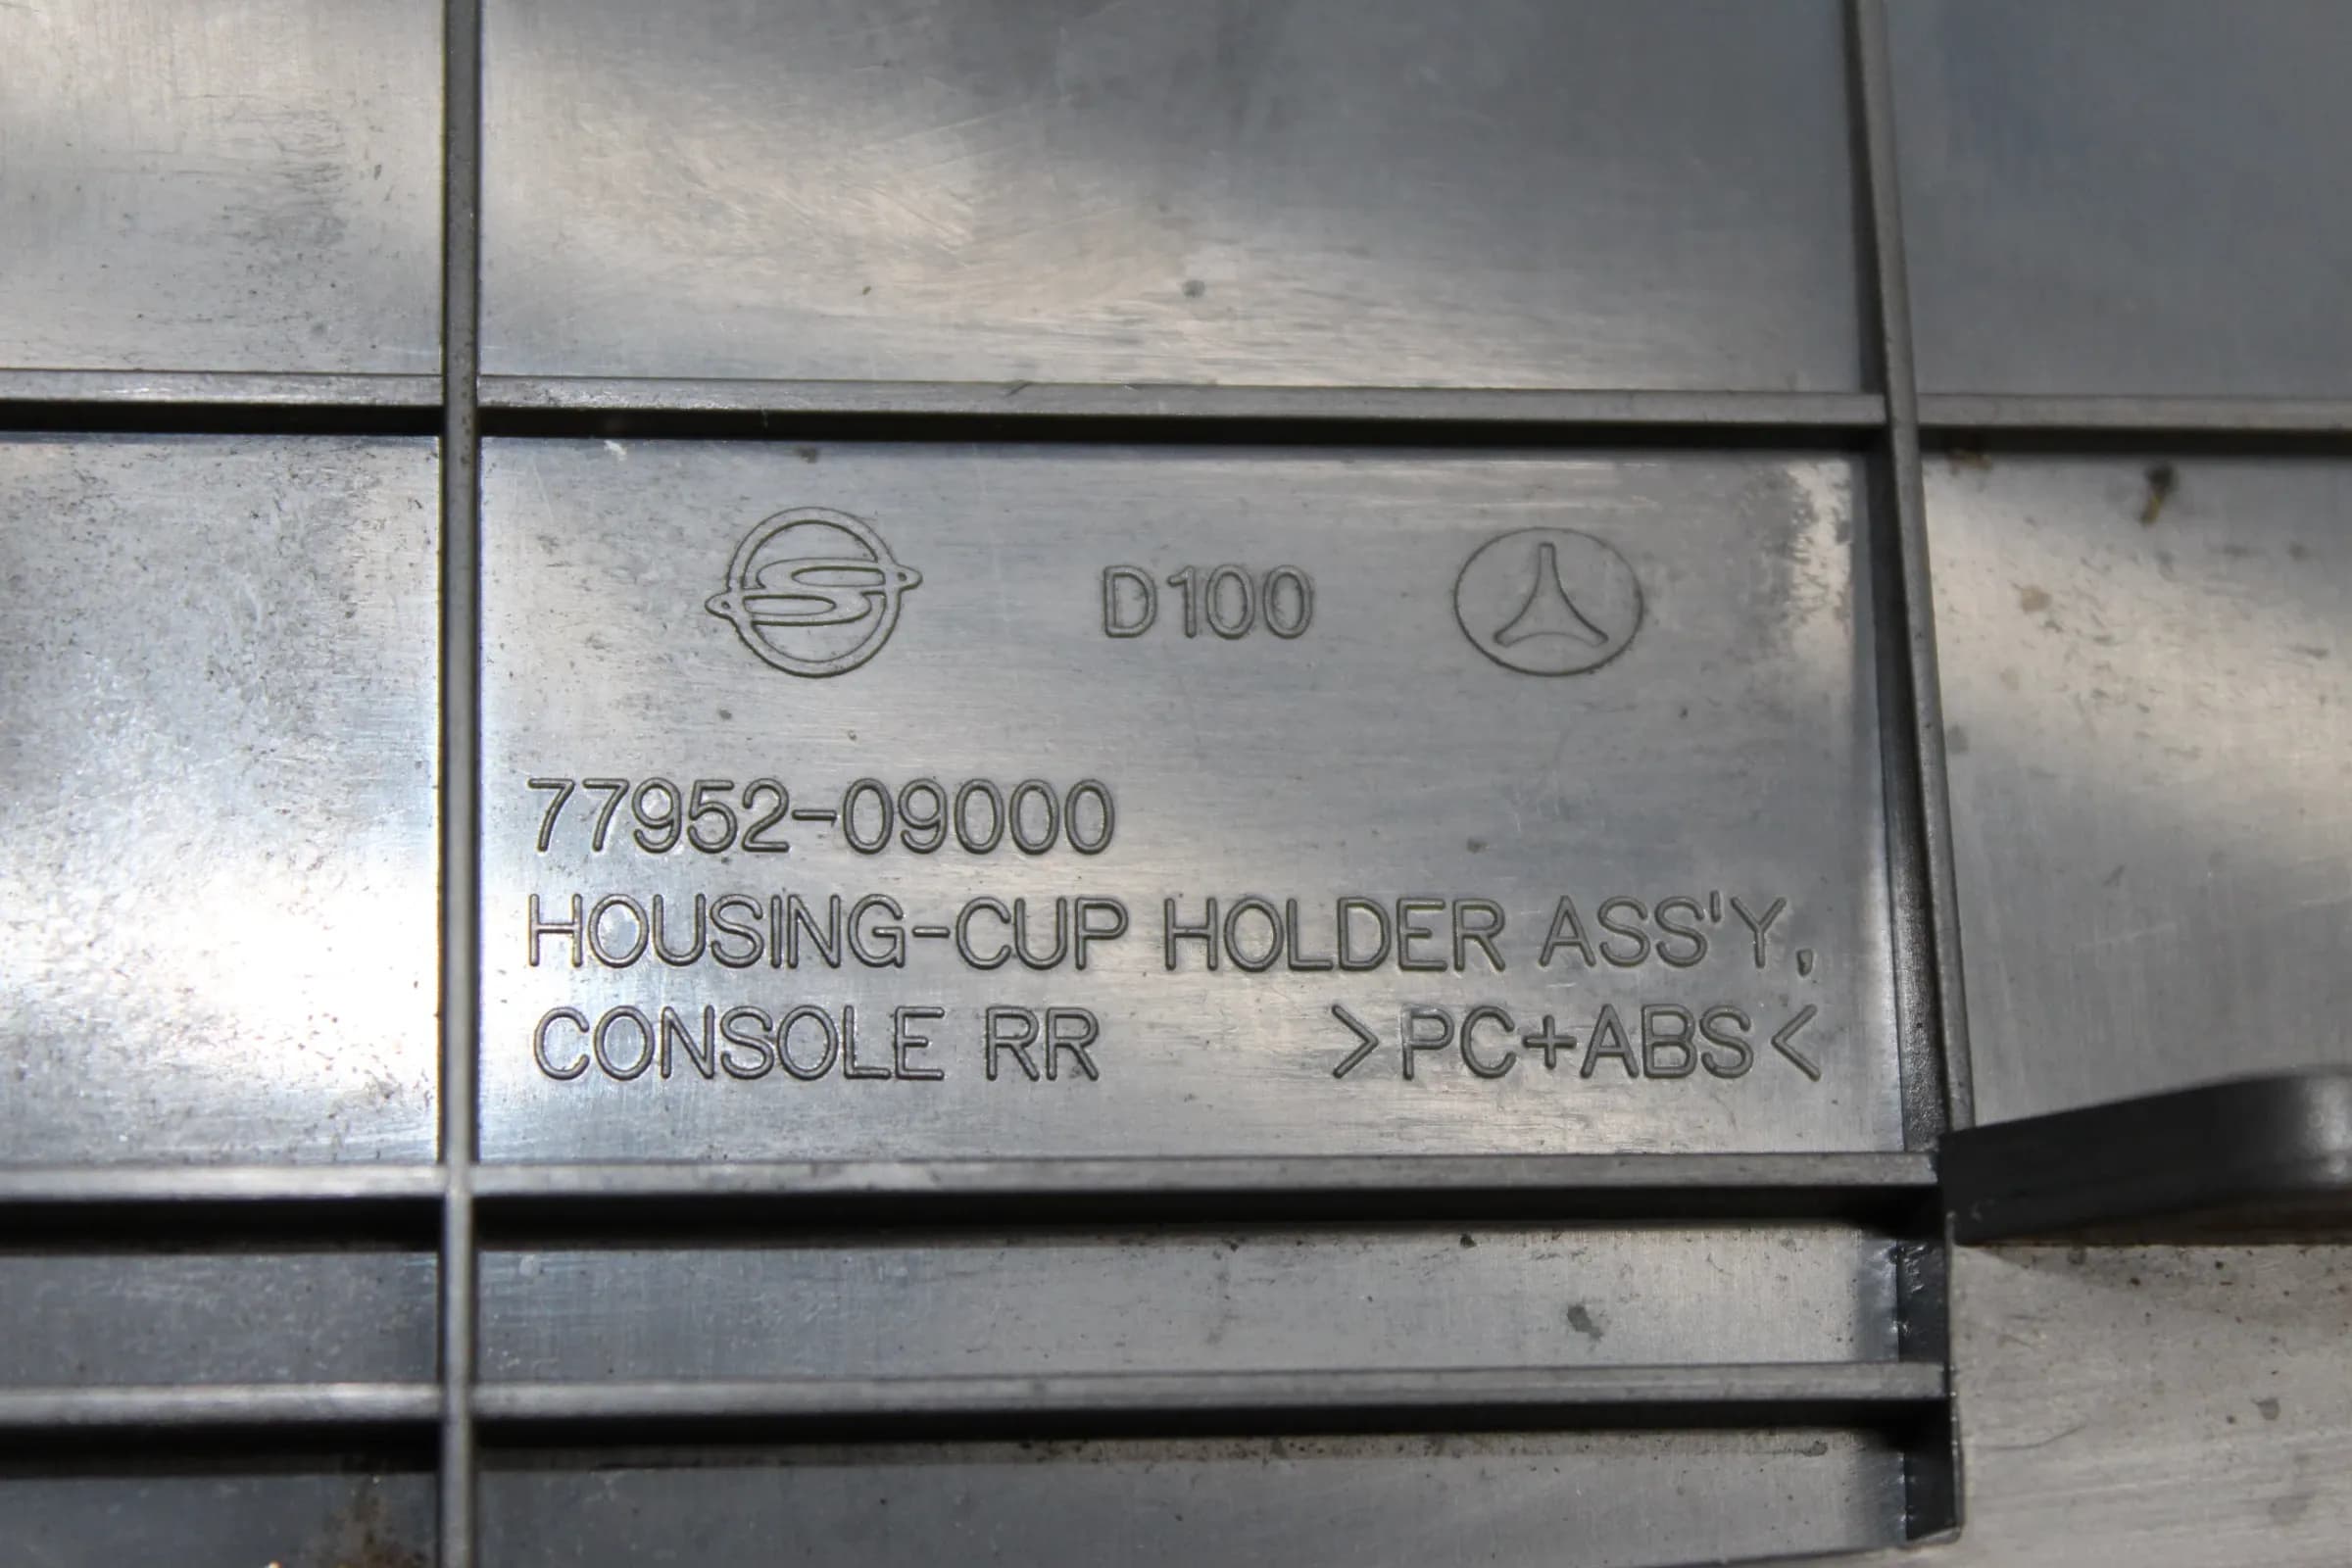 D100
77952-09000
HOUSING-CUP HOLDER ASS'Y,
CONSOLE RR >PC+ABS<